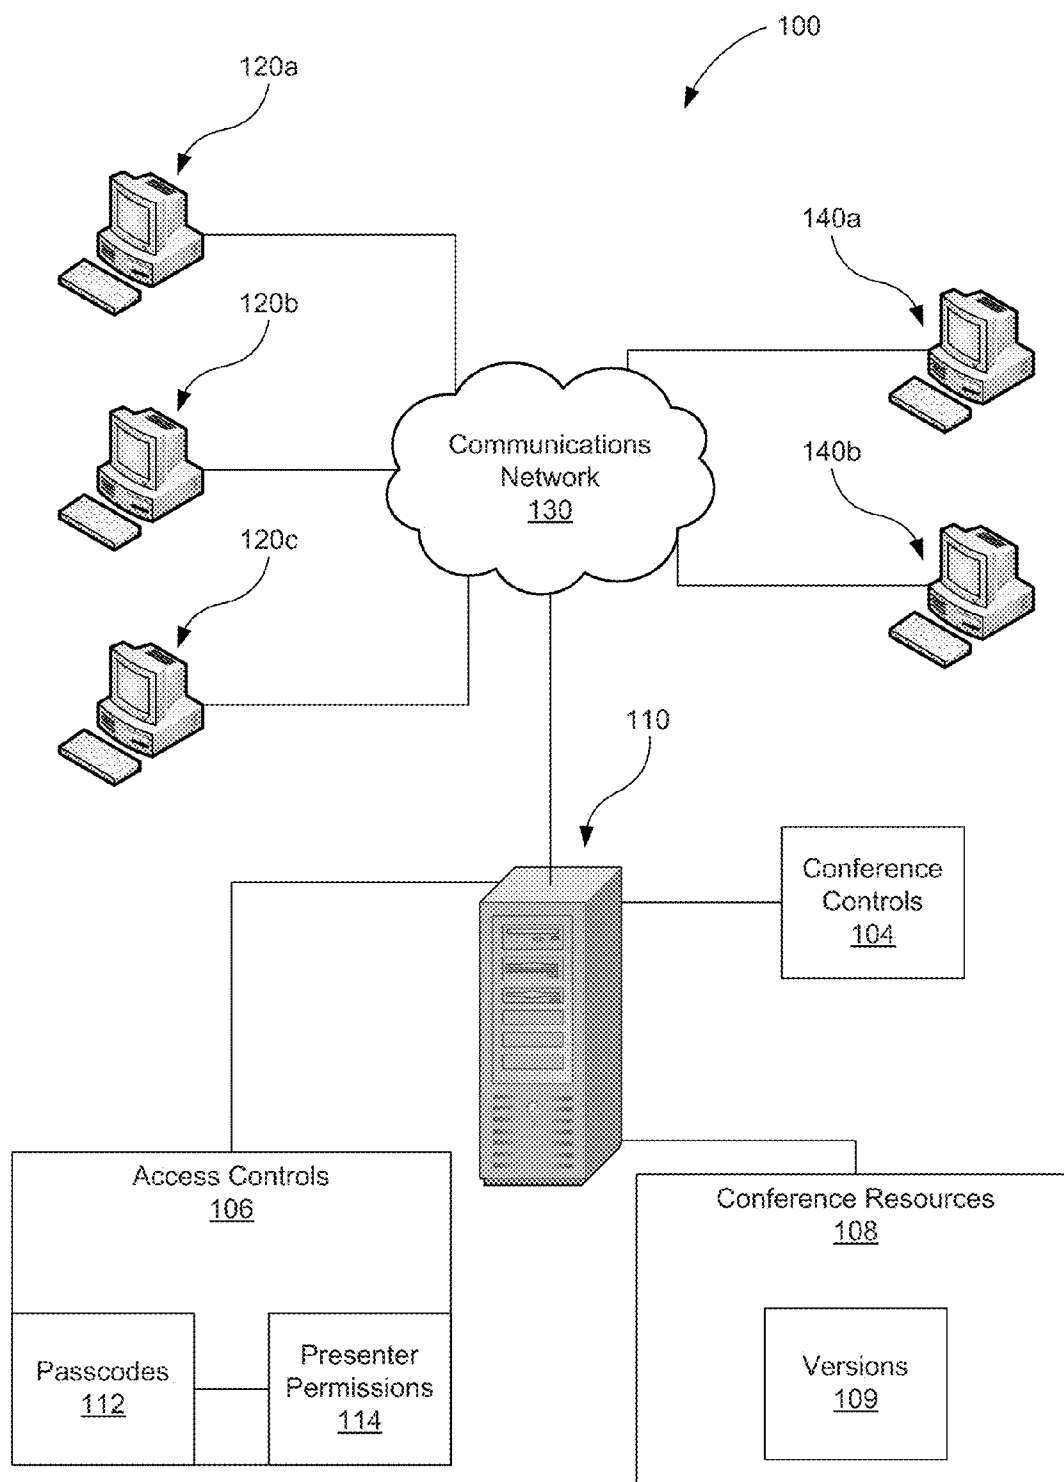 100
120a
140a
120b
Communications
Network
130
140b
120c
110
Conference
Controls
104
Access Controls
106
Conference Resources
108
Passcodes
112
Presenter
Permissions
114
Versions
109